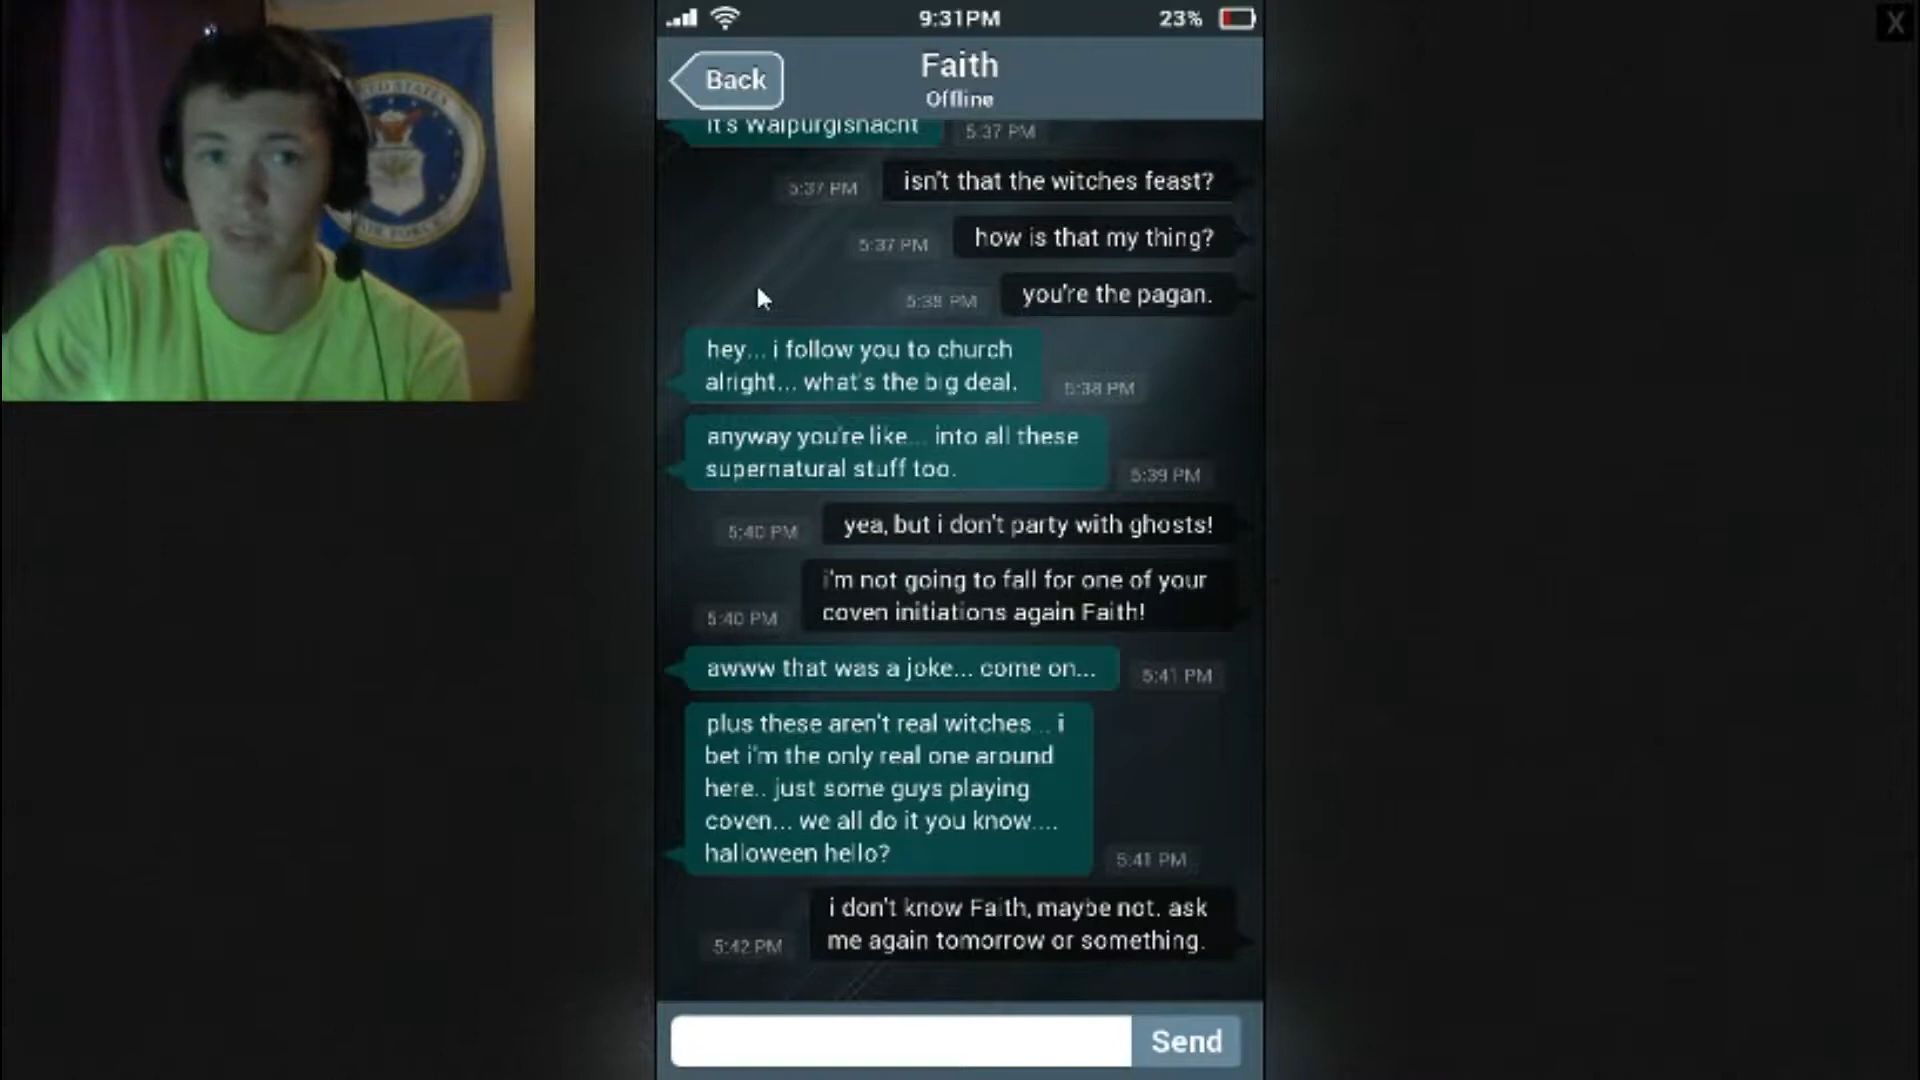 9:31PM
23%
X
Back
Faith
Offline
it's Walpurgisnacht
5:37 PM
5:37 PM
isn't that the witches feast?
5:37 PM
how is that my thing?
5:38 PM
you're the pagan.
hey... i follow you to church
alright... what's the big deal.
5:38 PM
anyway you're like... into all these
supernatural stuff too.
5:39 PM
5:40 PM
yea, but i don't party with ghosts!
i'm not going to fall for one of your
coven initiations again Faith!
5:40 PM
awww that was a joke... come on...
5:41 PM
plus these aren't real witches... i
bet i'm the only real one around
here.. just some guys playing
coven... we all do it you know....
halloween hello?
5:41 PM
i don't know Faith, maybe not. ask
me again tomorrow or something.
5:42 PM
Send
UNITED STATES
AIR FORCE